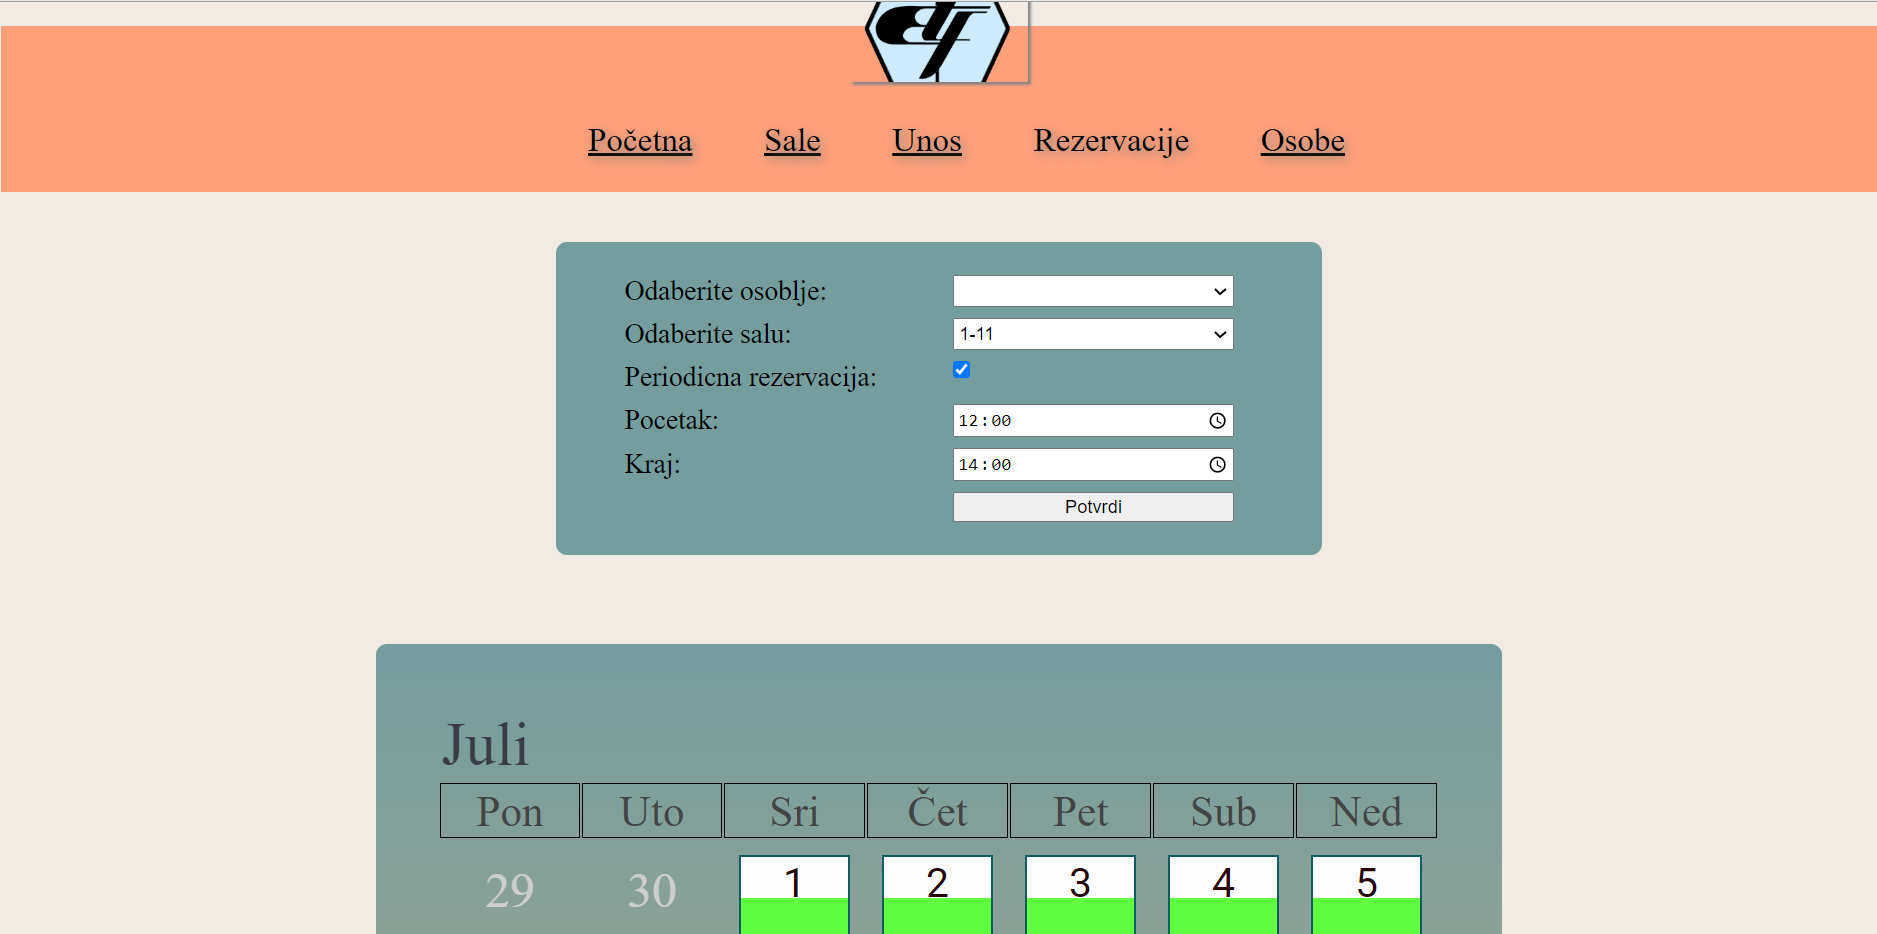 Početna Sale Unos Rezervacije Osobe
Odaberite osoblje:
Odaberite salu: 1-11
Periodicna rezervacija:
Pocetak: 12:00
Kraj: 14:00
Potvrdi
Juli
Pon Uto Sri Čet Pet Sub Ned
29 30 1 2 3 4 5